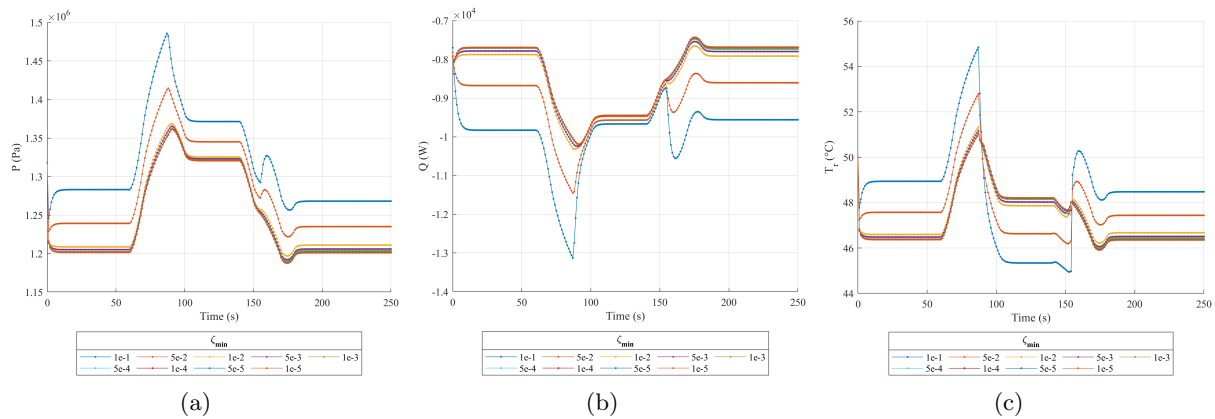 ×10⁶
1.5
1.45
1.4
1.35
1.3
1.25
1.2
1.15
P (Pa)
0 50 100 150 200 250
Time (s)
ζmin
1e-1 5e-2 1e-2 5e-3 1e-3
5e-4 1e-4 5e-5 1e-5
(a)
×10⁴
-0.7
-0.8
-0.9
-1
-1.1
-1.2
-1.3
-1.4
Q (W)
0 50 100 150 200 250
Time (s)
ζmin
1e-1 5e-2 1e-2 5e-3 1e-3
5e-4 1e-4 5e-5 1e-5
(b)
56
54
52
50
48
46
44
Tr (°C)
0 50 100 150 200 250
Time (s)
ζmin
1e-1 5e-2 1e-2 5e-3 1e-3
5e-4 1e-4 5e-5 1e-5
(c)